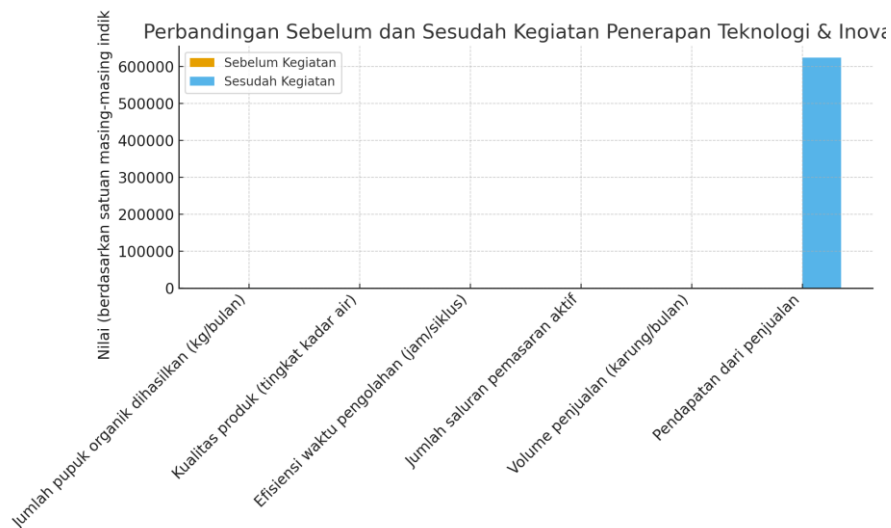 Perbandingan Sebelum dan Sesudah Kegiatan Penerapan Teknologi & Inova
Sebelum Kegiatan
Sesudah Kegiatan
Nilai (berdasarkan satuan masing-masing indik
600000
500000
400000
300000
200000
100000
0
Jumlah pupuk organik dihasilkan (kg/bulan)
Kualitas produk (tingkat kadar air)
Efisiensi waktu pengolahan (jam/siklus)
Jumlah saluran pemasaran aktif
Volume penjualan (karung/bulan)
Pendapatan dari penjualan